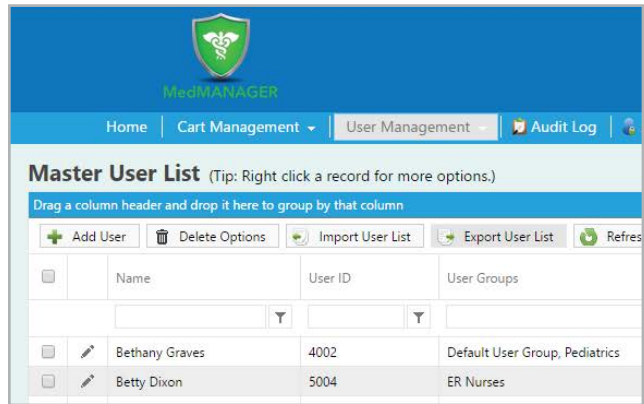 MedMANAGER
Home Cart Management User Management Audit Log
Master User List (Tip: Right click a record for more options.)
Drag a column header and drop it here to group by that column
Add User Delete Options Import User List Export User List Refres
Name User ID User Groups
Bethany Graves 4002 Default User Group, Pediatrics
Betty Dixon 5004 ER Nurses